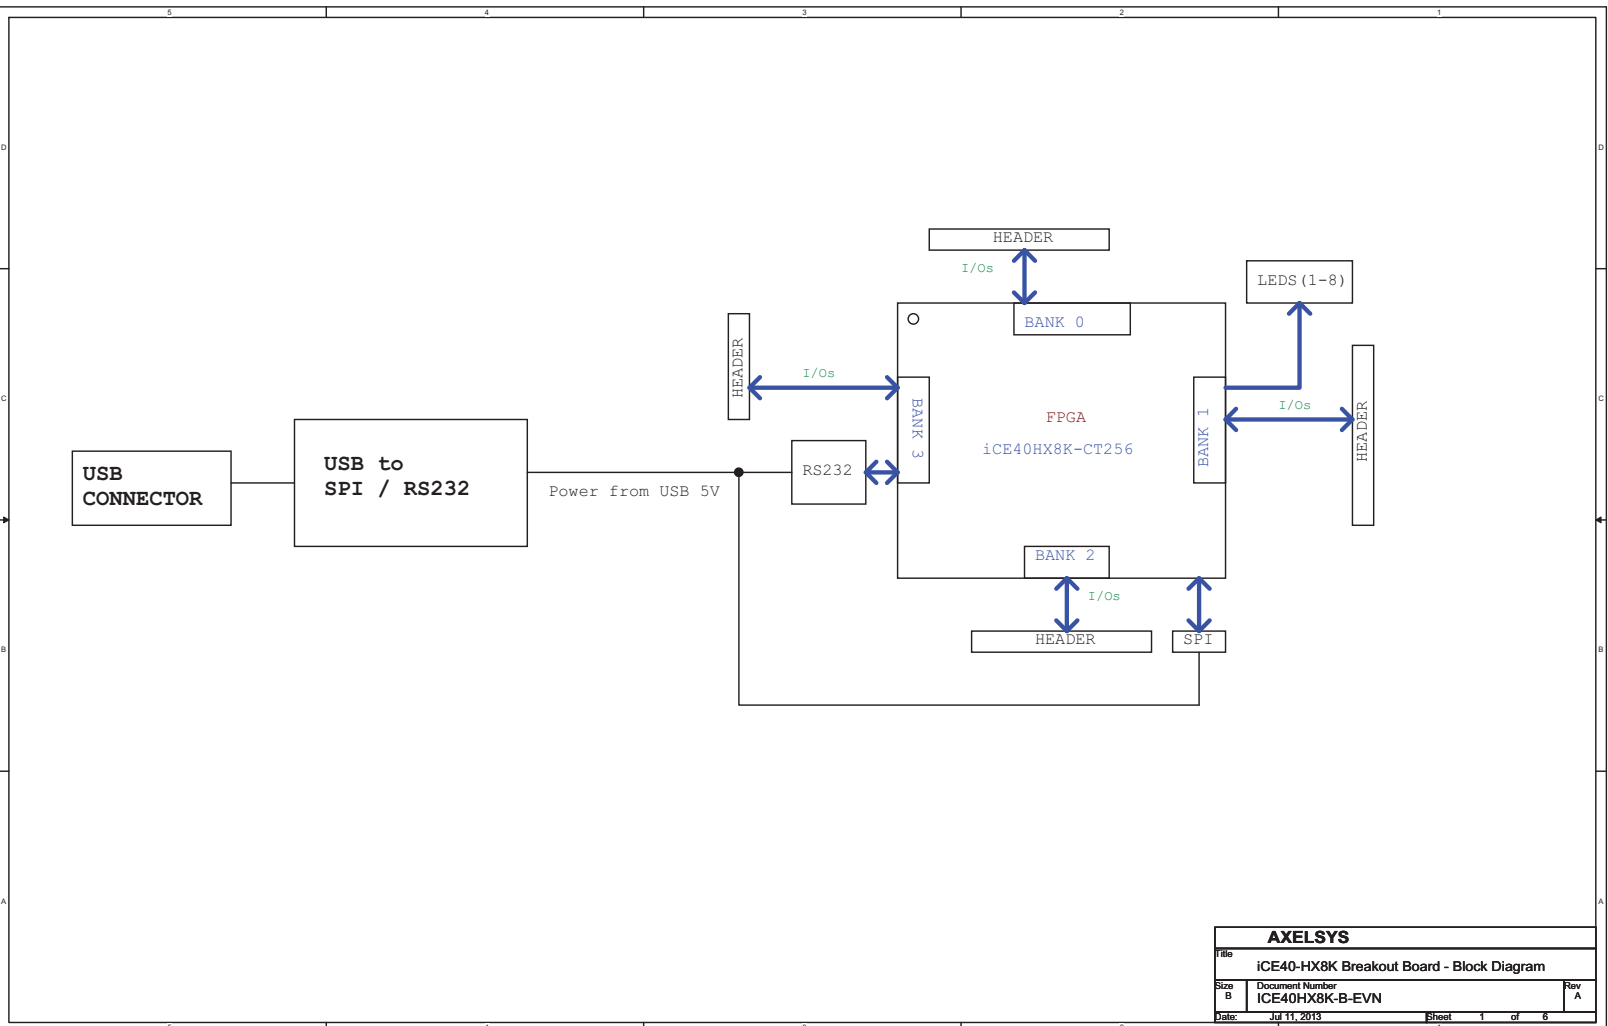 5 4 3 2 1
D D
HEADER
I/Os
LEDS(1-8)
BANK 0
HEADER
I/Os
C C
BANK 3
FPGA
iCE40HX8K-CT256
BANK 1
I/Os
HEADER
USB
CONNECTOR
USB to
SPI / RS232
Power from USB 5V
RS232
BANK 2
I/Os
HEADER
SPI
B B
A A
AXELSYS
Title
iCE40-HX8K Breakout Board - Block Diagram
Size
B
Document Number
ICE40HX8K-B-EVN
Rev
A
Date: Jul 11, 2013 Sheet 1 of 6